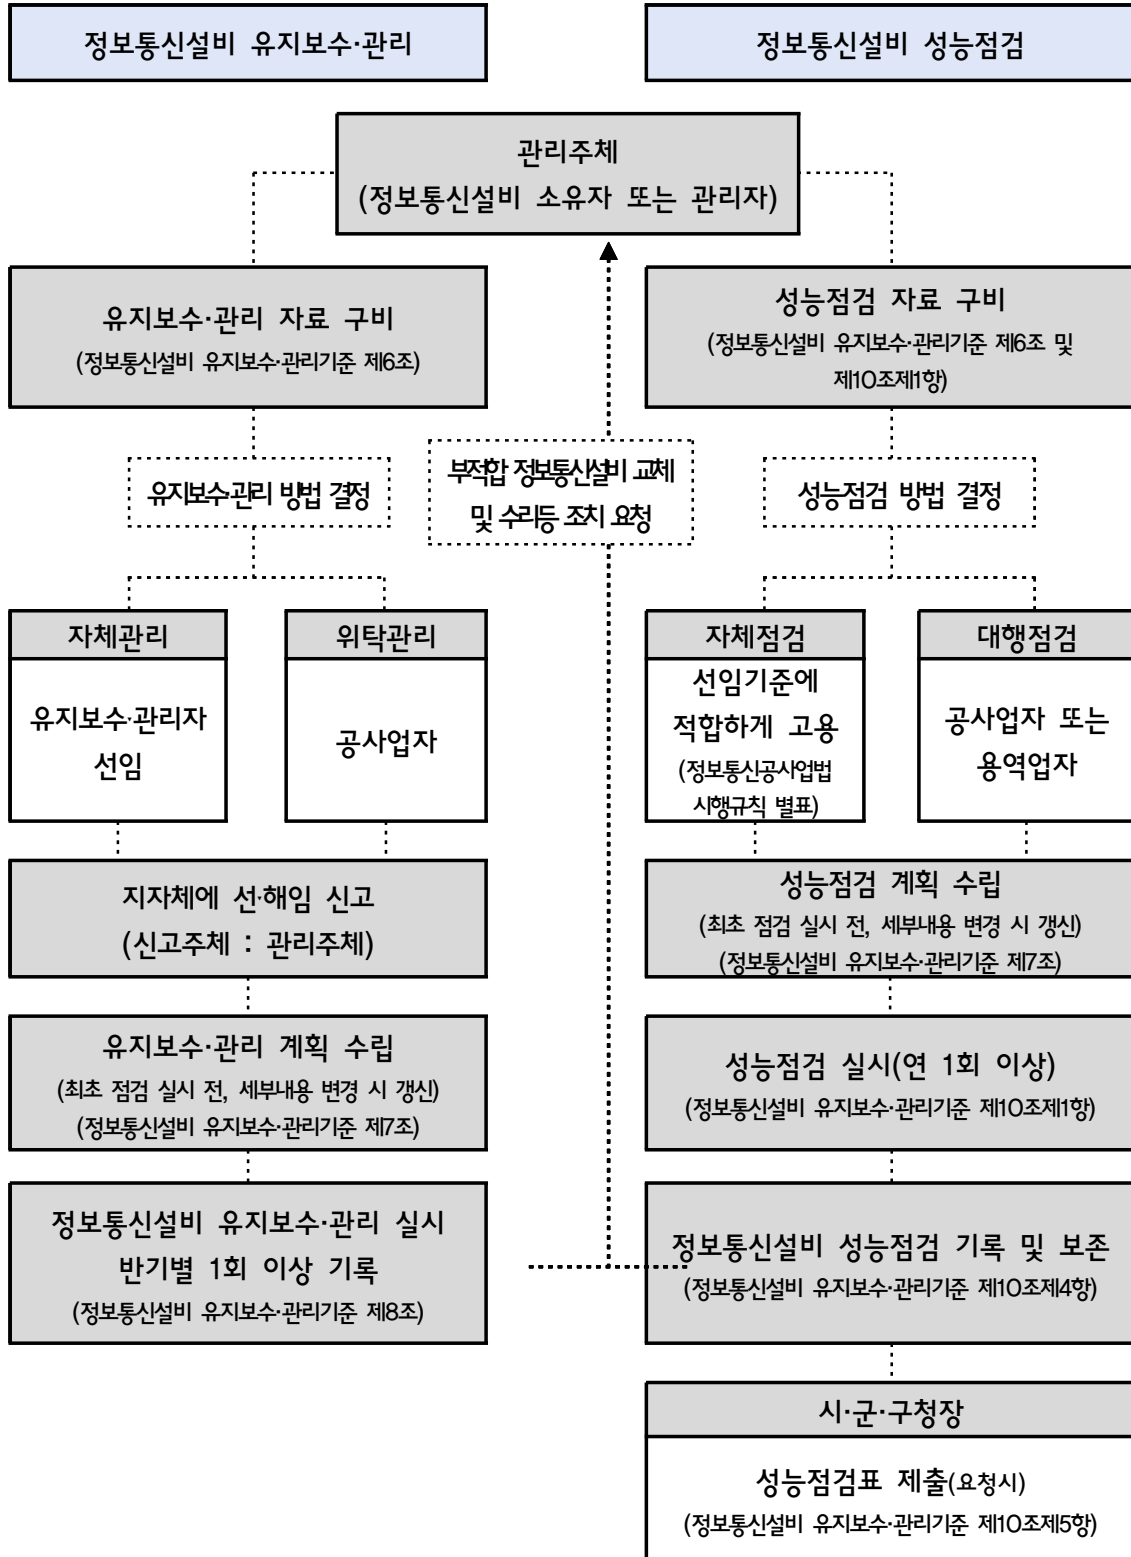 정보통신설비 유지보수·관리
정보통신설비 성능점검
관리주체
(정보통신설비 소유자 또는 관리자)
유지보수·관리 자료 구비
(정보통신설비 유지보수·관리기준 제6조)
성능점검 자료 구비
(정보통신설비 유지보수·관리기준 제6조 및
제10조제1항)
유지보수·관리 방법 결정
부적합 정보통신설비 교체
및 수리등 조치 요청
성능점검 방법 결정
자체관리
유지보수·관리자
선임
위탁관리
공사업자
자체점검
선임기준에
적합하게 고용
(정보통신공사업법
시행규칙 별표)
대행점검
공사업자 또는
용역업자
지자체에 선·해임 신고
(신고주체 : 관리주체)
성능점검 계획 수립
(최초 점검 실시 전, 세부내용 변경 시 갱신)
(정보통신설비 유지보수·관리기준 제7조)
유지보수·관리 계획 수립
(최초 점검 실시 전, 세부내용 변경 시 갱신)
(정보통신설비 유지보수·관리기준 제7조)
성능점검 실시(연 1회 이상)
(정보통신설비 유지보수·관리기준 제10조제1항)
정보통신설비 유지보수·관리 실시
반기별 1회 이상 기록
(정보통신설비 유지보수·관리기준 제8조)
정보통신설비 성능점검 기록 및 보존
(정보통신설비 유지보수·관리기준 제10조제4항)
시·군·구청장
성능점검표 제출(요청시)
(정보통신설비 유지보수·관리기준 제10조제5항)